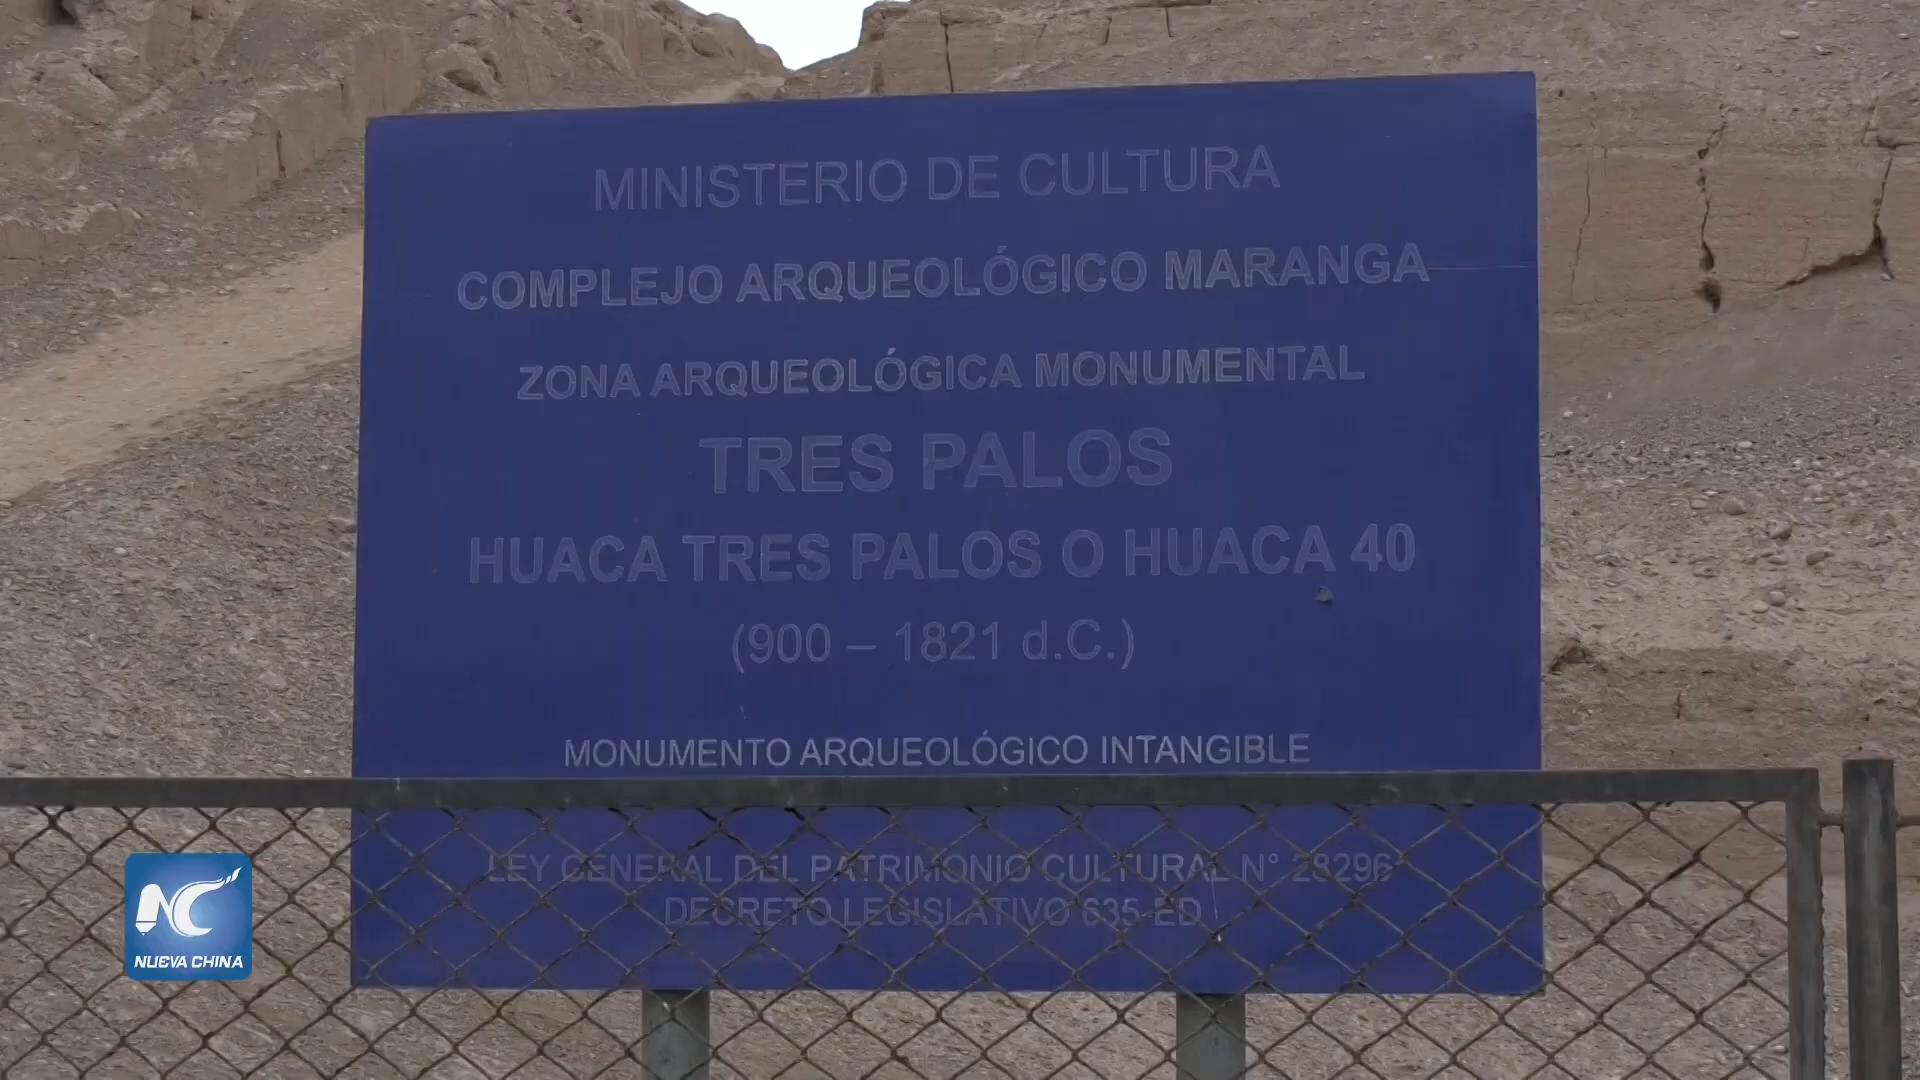 MINISTERIO DE CULTURA
COMPLEJO ARQUEOLÓGICO MARANGA
ZONA ARQUEOLÓGICA MONUMENTAL
TRES PALOS
HUACA TRES PALOS O HUACA 40
(900 – 1821 d.C.)
MONUMENTO ARQUEOLÓGICO INTANGIBLE
LEY GENERAL DEL PATRIMONIO CULTURAL N° 28296
DECRETO LEGISLATIVO 635-ED
NC
NUEVA CHINA